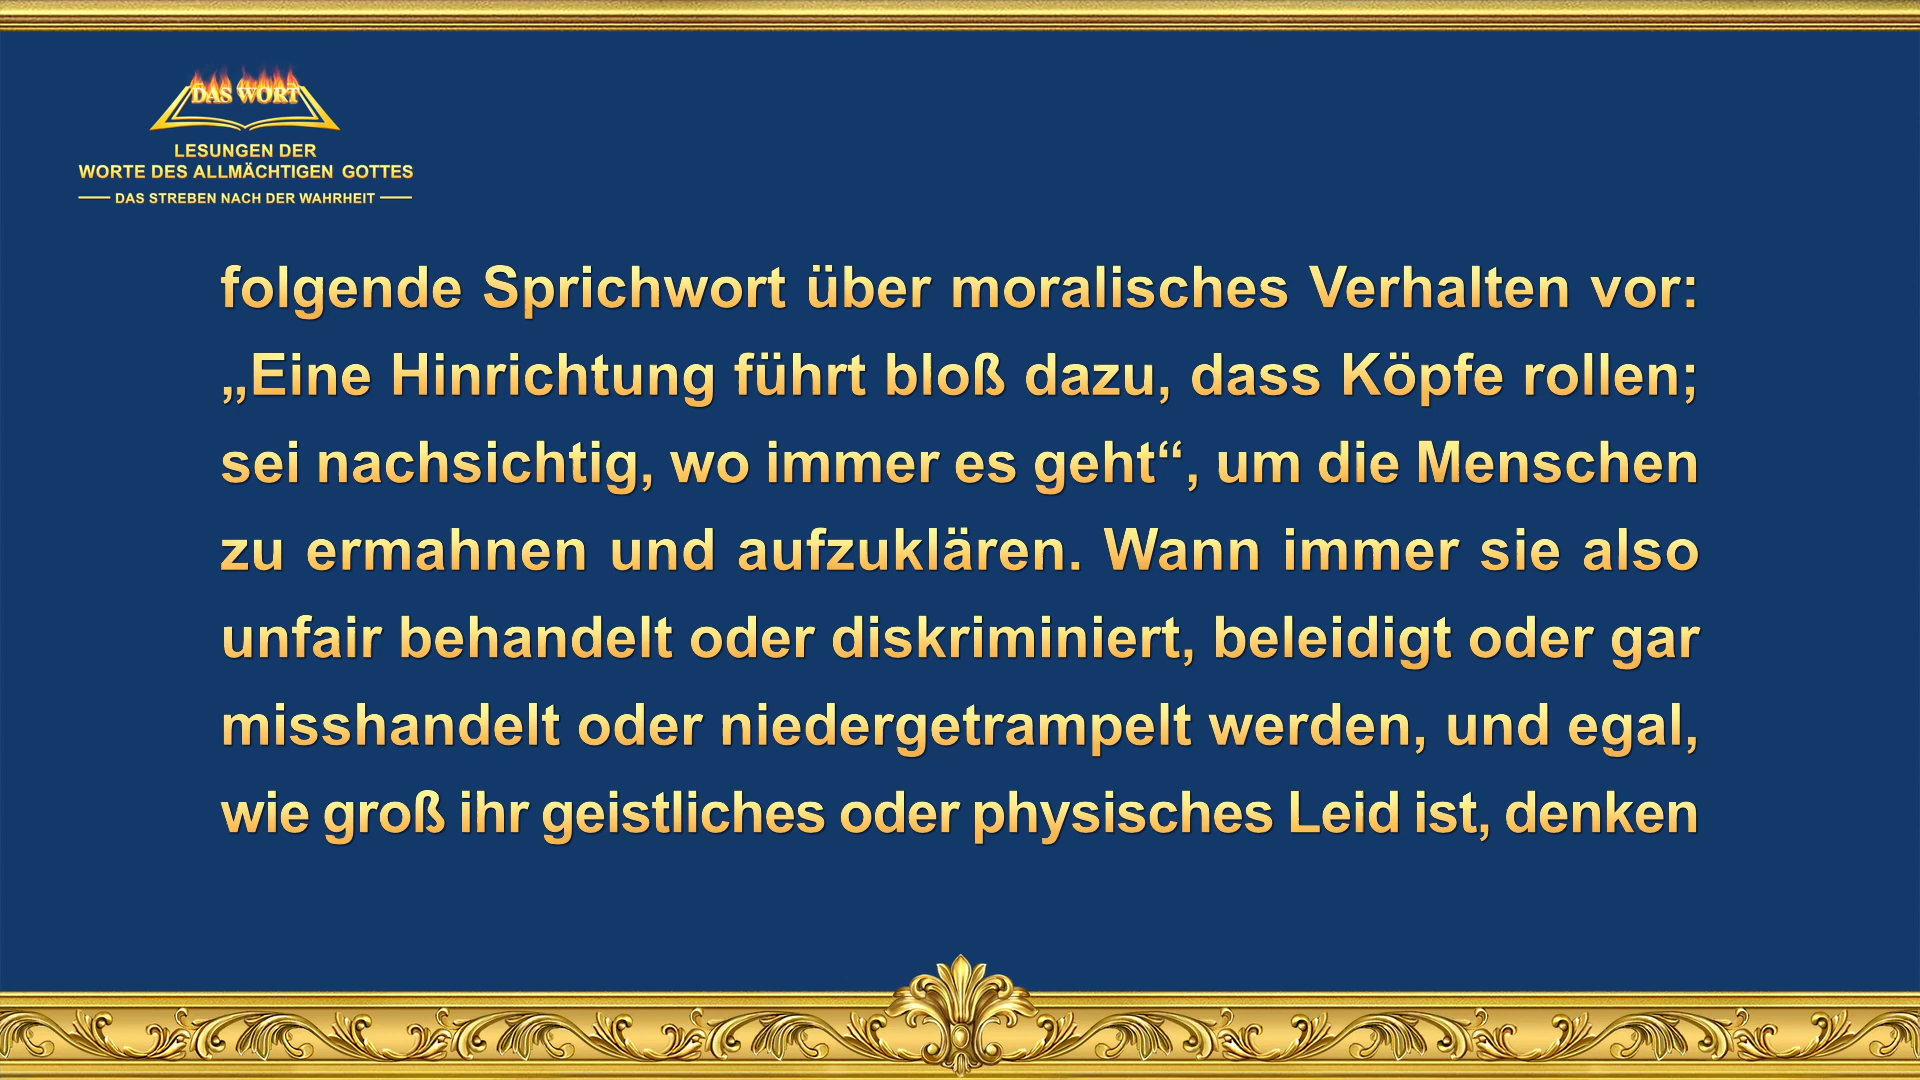 DAS WORT
LESUNGEN DER
WORTE DES ALLMÄCHTIGEN GOTTES
DAS STREBEN NACH DER WAHRHEIT
folgende Sprichwort über moralisches Verhalten vor:
„Eine Hinrichtung führt bloß dazu, dass Köpfe rollen;
sei nachsichtig, wo immer es geht“, um die Menschen
zu ermahnen und aufzuklären. Wann immer sie also
unfair behandelt oder diskriminiert, beleidigt oder gar
misshandelt oder niedergetrampelt werden, und egal,
wie groß ihr geistliches oder physisches Leid ist, denken